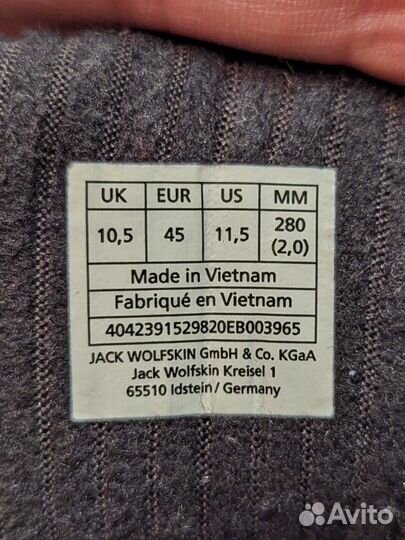 UK EUR US MM
10,5 45 11,5 280 (2,0)
Made in Vietnam
Fabriqué en Vietnam
4042391529820EB003965
JACK WOLFSKIN GmbH & Co. KGaA
Jack Wolfskin Kreisel 1
65510 Idstein / Germany
Avito